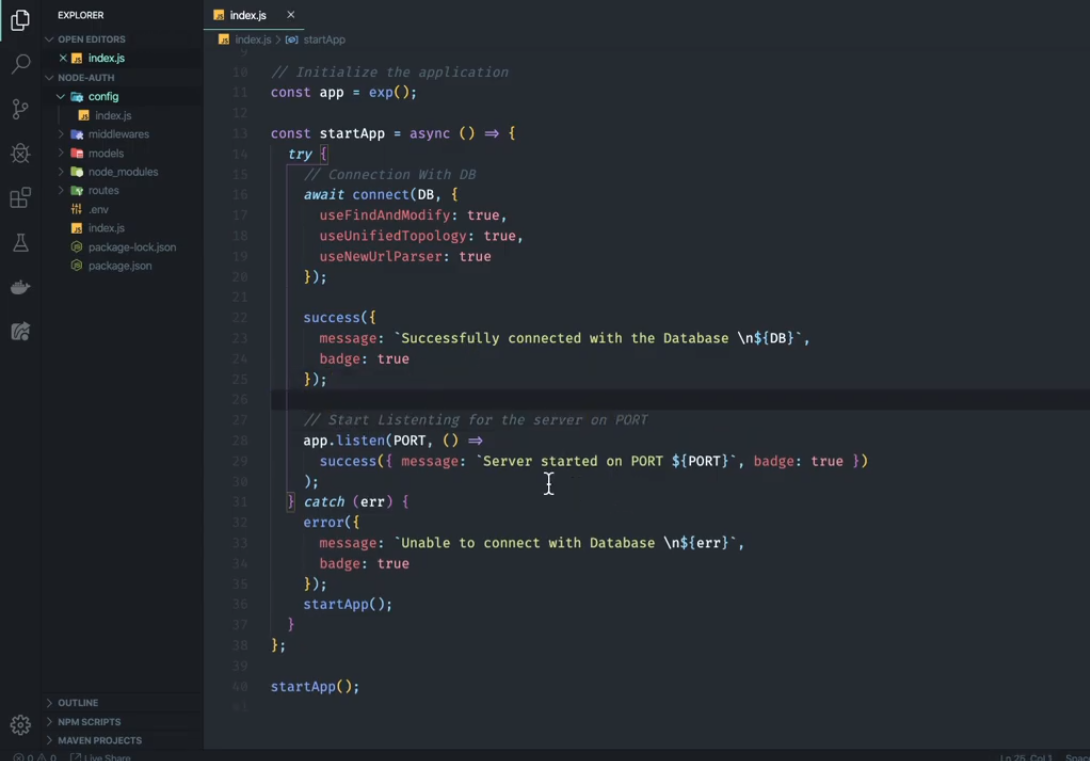 EXPLORER
OPEN EDITORS
index.js
NODE-AUTH
config
index.js
middlewares
models
node_modules
routes
.env
index.js
package-lock.json
package.json
OUTLINE
NPM SCRIPTS
MAVEN PROJECTS
index.js
index.js > startApp
9
10 // Initialize the application
11 const app = exp();
12
13 const startApp = async () => {
14 try {
15 // Connection With DB
16 await connect(DB, {
17 useFindAndModify: true,
18 useUnifiedTopology: true,
19 useNewUrlParser: true
20 });
21
22 success({
23 message: `Successfully connected with the Database \n${DB}`,
24 badge: true
25 });
26
27 // Start Listenting for the server on PORT
28 app.listen(PORT, () =>
29 success({ message: `Server started on PORT ${PORT}`, badge: true })
30 );
31 } catch (err) {
32 error({
33 message: `Unable to connect with Database \n${err}`,
34 badge: true
35 });
36 startApp();
37 }
38 };
39
40 startApp();
41
0 0 Live Share
Ln 75, Col 1